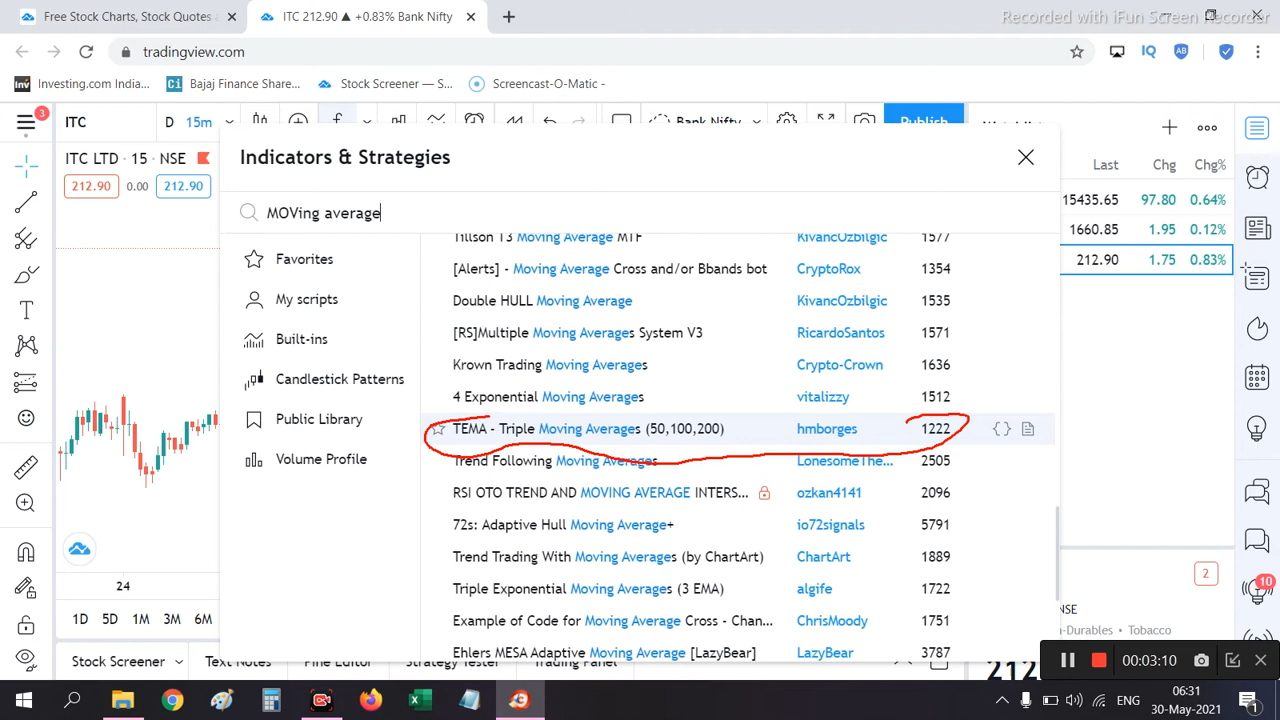 Free Stock Charts, Stock Quotes
ITC 212.90 ▲ +0.83% Bank Nifty
Recorded with iFun Screen Recorder
tradingview.com
IQ
AB
Inv Investing.com India...
Ci Bajaj Finance Share...
Stock Screener — S...
Screencast-O-Matic -
3
ITC
D 15m
Bank Nifty
Publish
ITC LTD · 15 · NSE
212.90 0.00 212.90
Indicators & Strategies
MOVing average
Favorites
My scripts
Built-ins
Candlestick Patterns
Public Library
Volume Profile
Tillson T3 Moving Average MTF KivancOzbilgic 1577
[Alerts] - Moving Average Cross and/or Bbands bot CryptoRox 1354
Double HULL Moving Average KivancOzbilgic 1535
[RS]Multiple Moving Averages System V3 RicardoSantos 1571
Krown Trading Moving Averages Crypto-Crown 1636
4 Exponential Moving Averages vitalizzy 1512
TEMA - Triple Moving Averages (50,100,200) hmborges 1222
Trend Following Moving Averages LonesomeThe... 2505
RSI OTO TREND AND MOVING AVERAGE INTERS... ozkan4141 2096
72s: Adaptive Hull Moving Average+ io72signals 5791
Trend Trading With Moving Averages (by ChartArt) ChartArt 1889
Triple Exponential Moving Averages (3 EMA) algife 1722
Example of Code for Moving Average Cross - Chan... ChrisMoody 1751
Ehlers MESA Adaptive Moving Average [LazyBear] LazyBear 3787
Last Chg Chg%
15435.65 97.80 0.64%
1660.85 1.95 0.12%
212.90 1.75 0.83%
2
10
NSE
Durables • Tobacco
24
1D 5D 1M 3M 6M
Stock Screener Text Notes Pine Editor Strategy Tester Trading Panel
00:03:10
ENG
06:31
30-May-2021
1